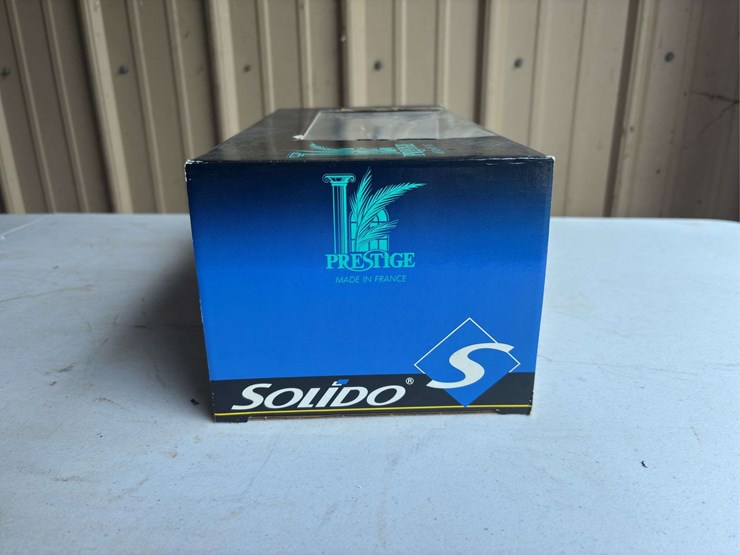 PRESTIGE
MADE IN FRANCE
SOLIDO®
S